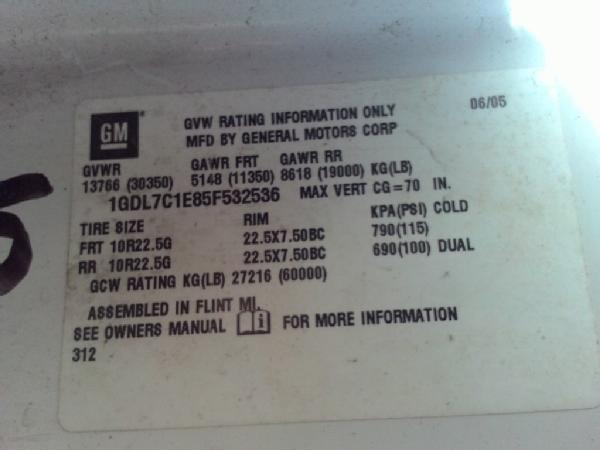 GM
GVW RATING INFORMATION ONLY 06/05
MFD BY GENERAL MOTORS CORP
GVWR GAWR FRT GAWR RR
13766 (30350) 5148 (11350) 8618 (19000) KG(LB)
1GDL7C1E85F532536 MAX VERT CG=70 IN.
TIRE SIZE RIM KPA(PSI) COLD
FRT 10R22.5G 22.5X7.50BC 790(115)
RR 10R22.5G 22.5X7.50BC 690(100) DUAL
GCW RATING KG(LB) 27216 (60000)
ASSEMBLED IN FLINT MI.
SEE OWNERS MANUAL i FOR MORE INFORMATION
312